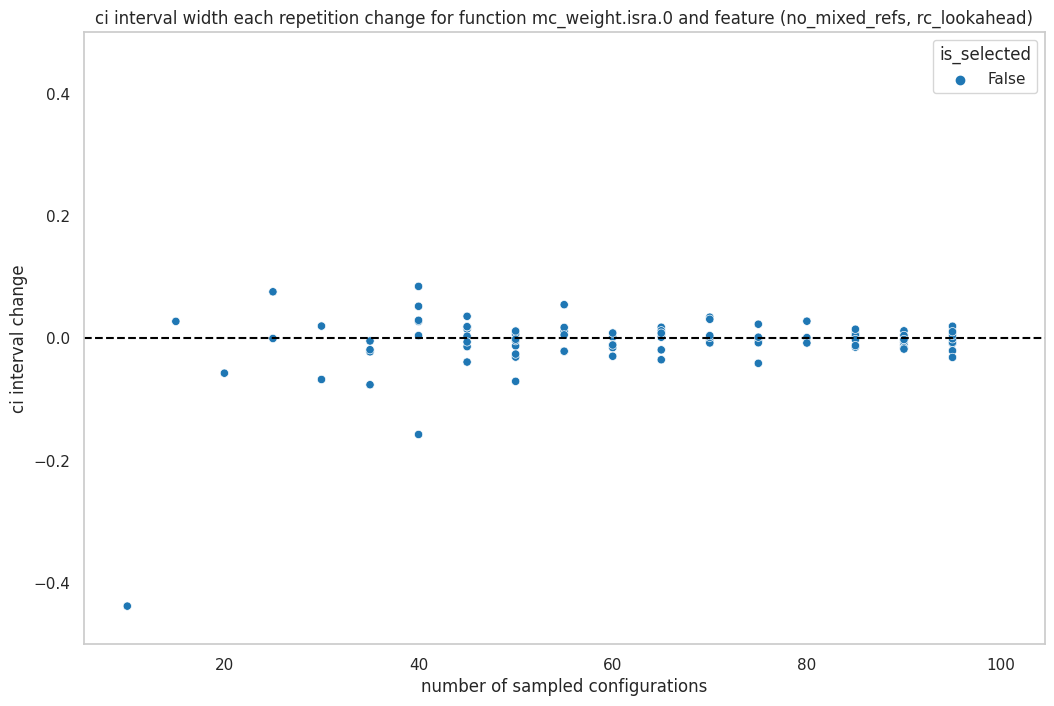 ci interval width each repetition change for function mc_weight.isra.0 and feature (no_mixed_refs, rc_lookahead)
is_selected
False
ci interval change
0.4
0.2
0.0
−0.2
−0.4
20
40
60
80
100
number of sampled configurations